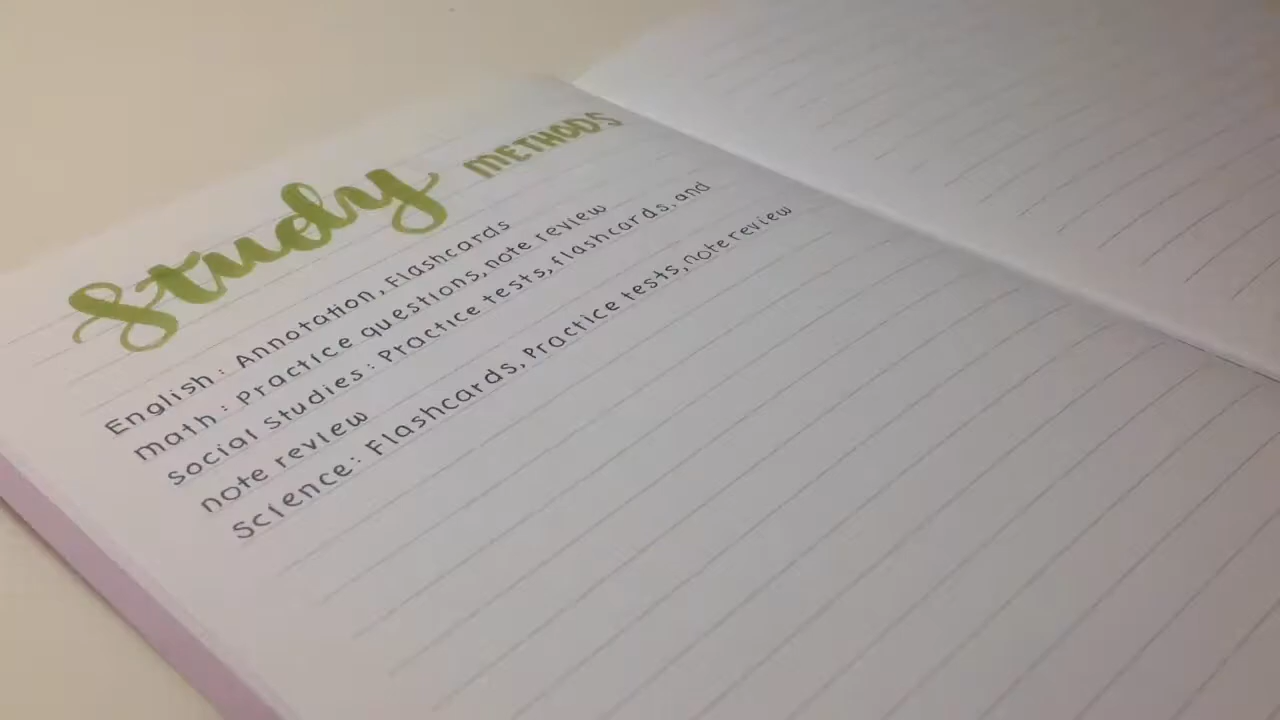 Study METHODS
English: Annotation, Flashcards
math: Practice questions, note review
social studies: Practice tests, flashcards, and
note review
Science: Flashcards, Practice tests, note review